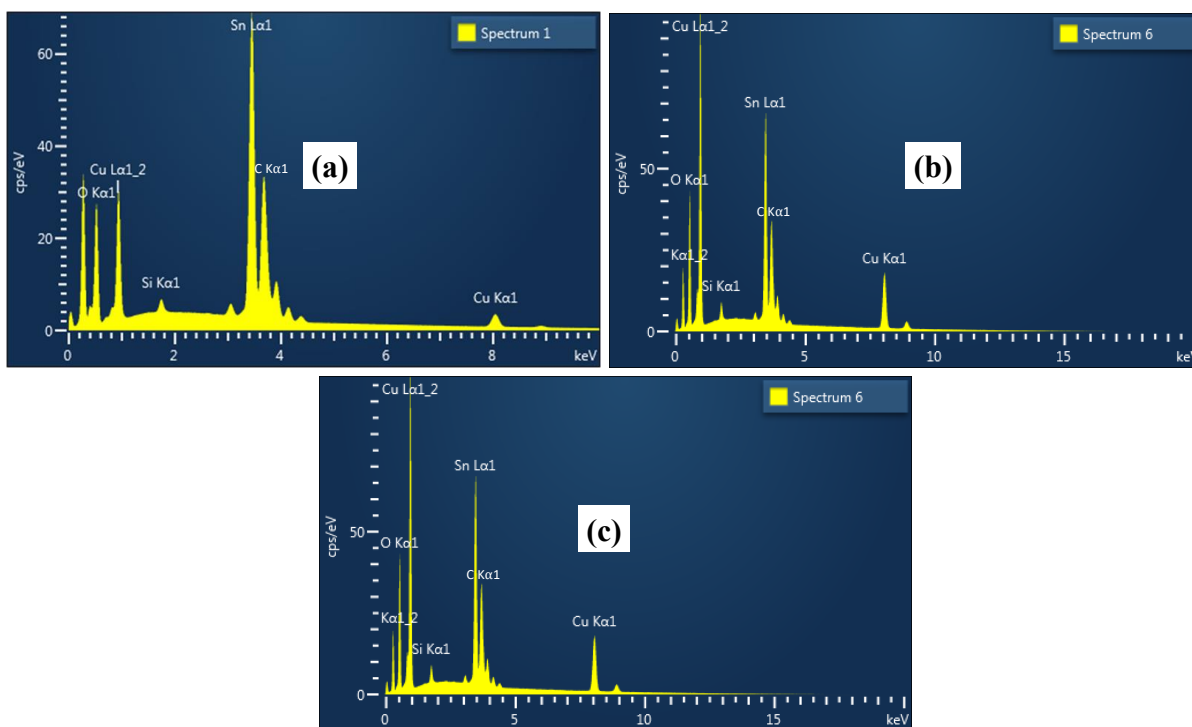 Sn Lα1
Spectrum 1
60
40
20
0
cps/eV
(a)
C Kα1
Cu Lα1_2
O Kα1
Si Kα1
Cu Kα1
0
2
4
6
8
keV
Cu Lα1_2
Spectrum 6
Sn Lα1
(b)
50
0
cps/eV
O Kα1
C Kα1
Kα1_2
Si Kα1
Cu Kα1
0
5
10
15
keV
Cu Lα1_2
Spectrum 6
Sn Lα1
(c)
50
0
cps/eV
O Kα1
C Kα1
Kα1_2
Si Kα1
Cu Kα1
0
5
10
15
keV